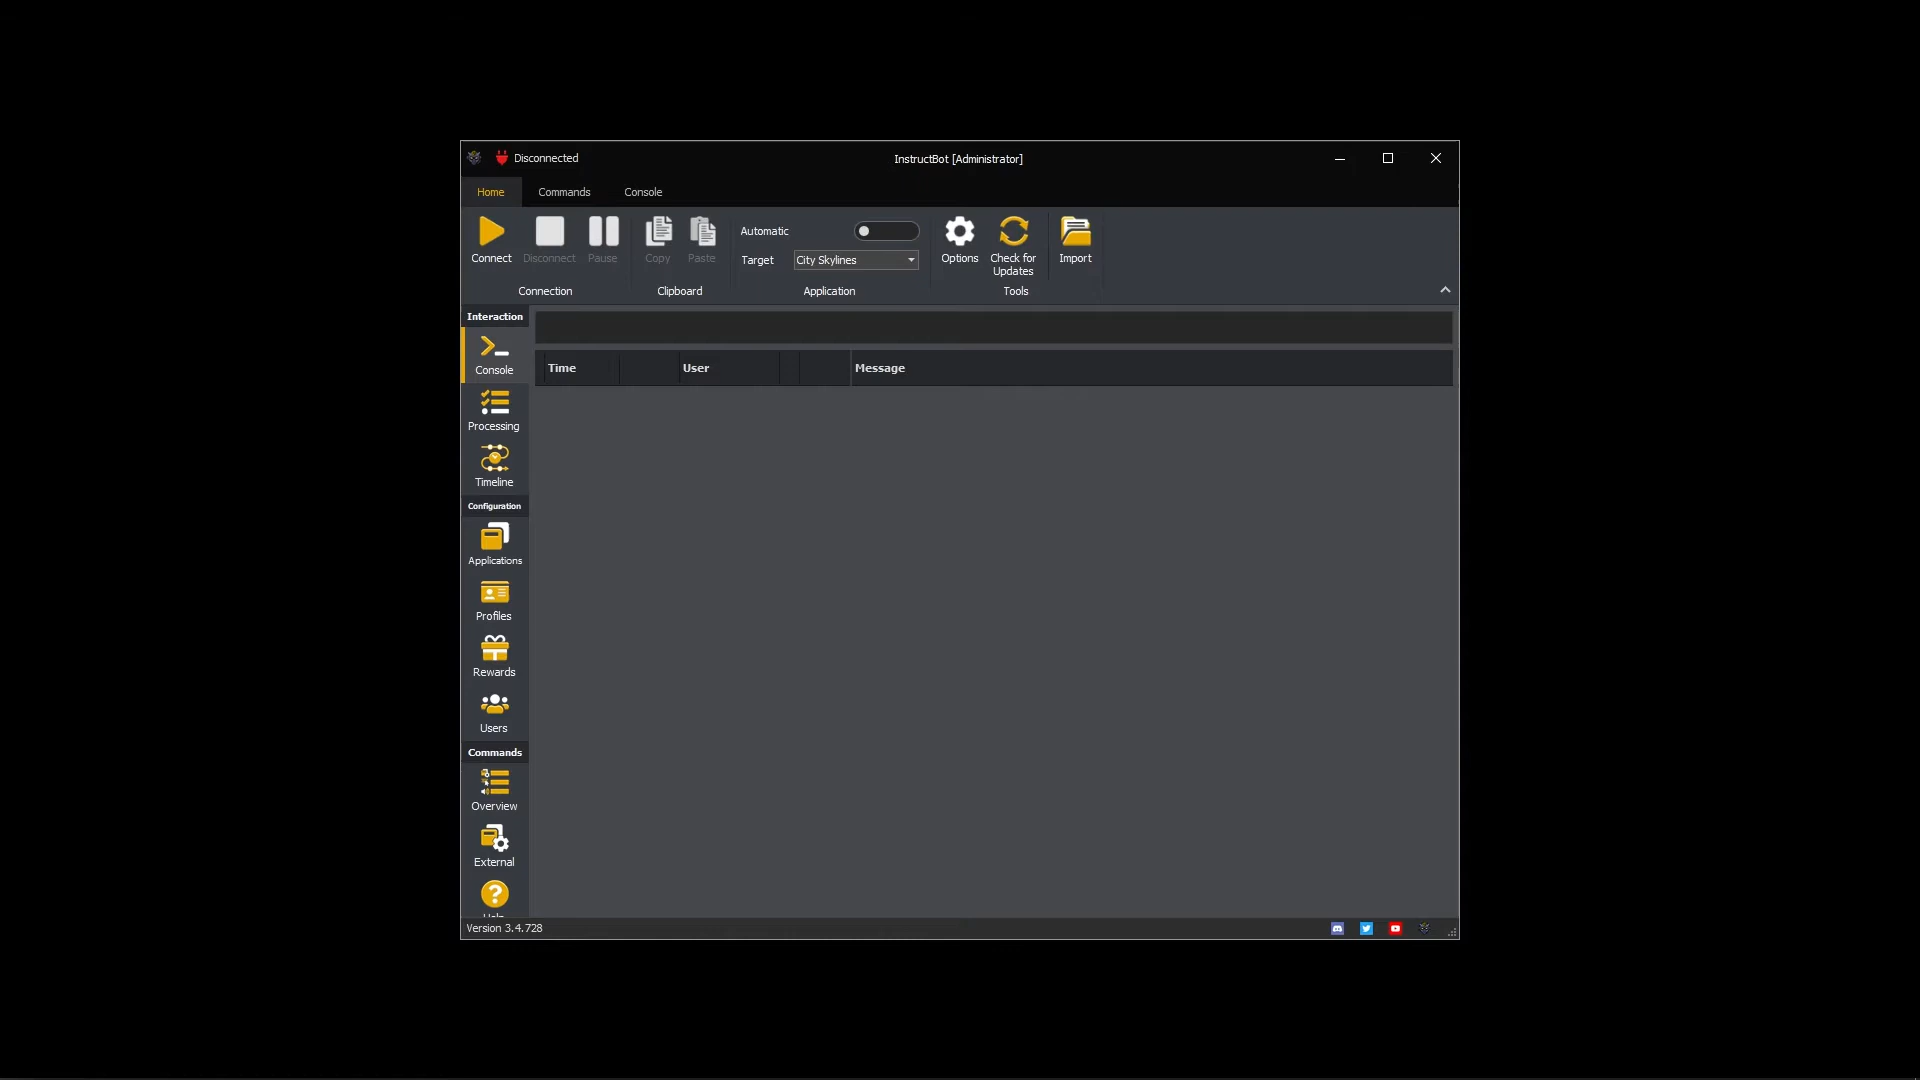 Disconnected
InstructBot [Administrator]
Home
Commands
Console
Connect
Disconnect
Pause
Copy
Paste
Automatic
Target
City Skylines
Options
Check for
Updates
Import
Connection
Clipboard
Application
Tools
Interaction
Console
Processing
Timeline
Configuration
Applications
Profiles
Rewards
Users
Commands
Overview
External
Help
Time
User
Message
Version 3.4.728